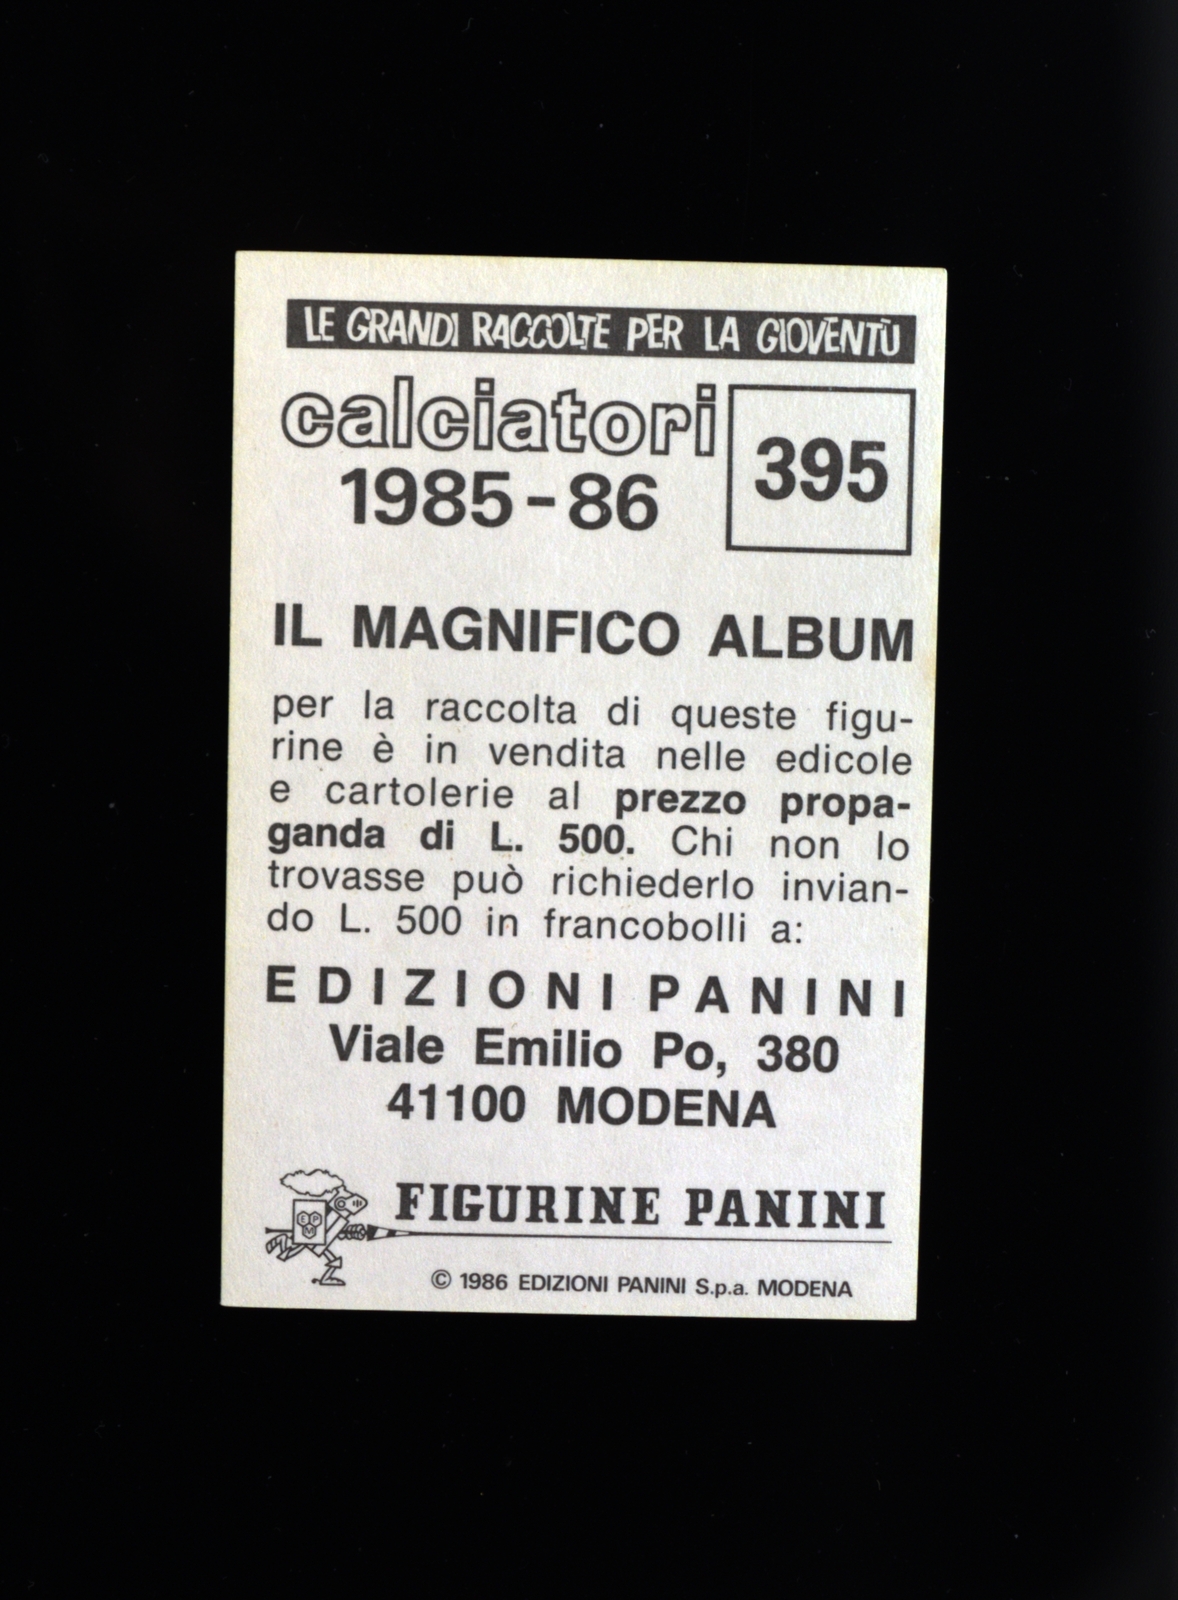 LE GRANDI RACCOLTE PER LA GIOVENTÙ
calciatori
1985-86
395
IL MAGNIFICO ALBUM
per la raccolta di queste figu-
rine è in vendita nelle edicole
e cartolerie al prezzo propa-
ganda di L. 500. Chi non lo
trovasse può richiederlo invian-
do L. 500 in francobolli a:
EDIZIONI PANINI
Viale Emilio Po, 380
41100 MODENA
EPM
FIGURINE PANINI
© 1986 EDIZIONI PANINI S.p.a. MODENA